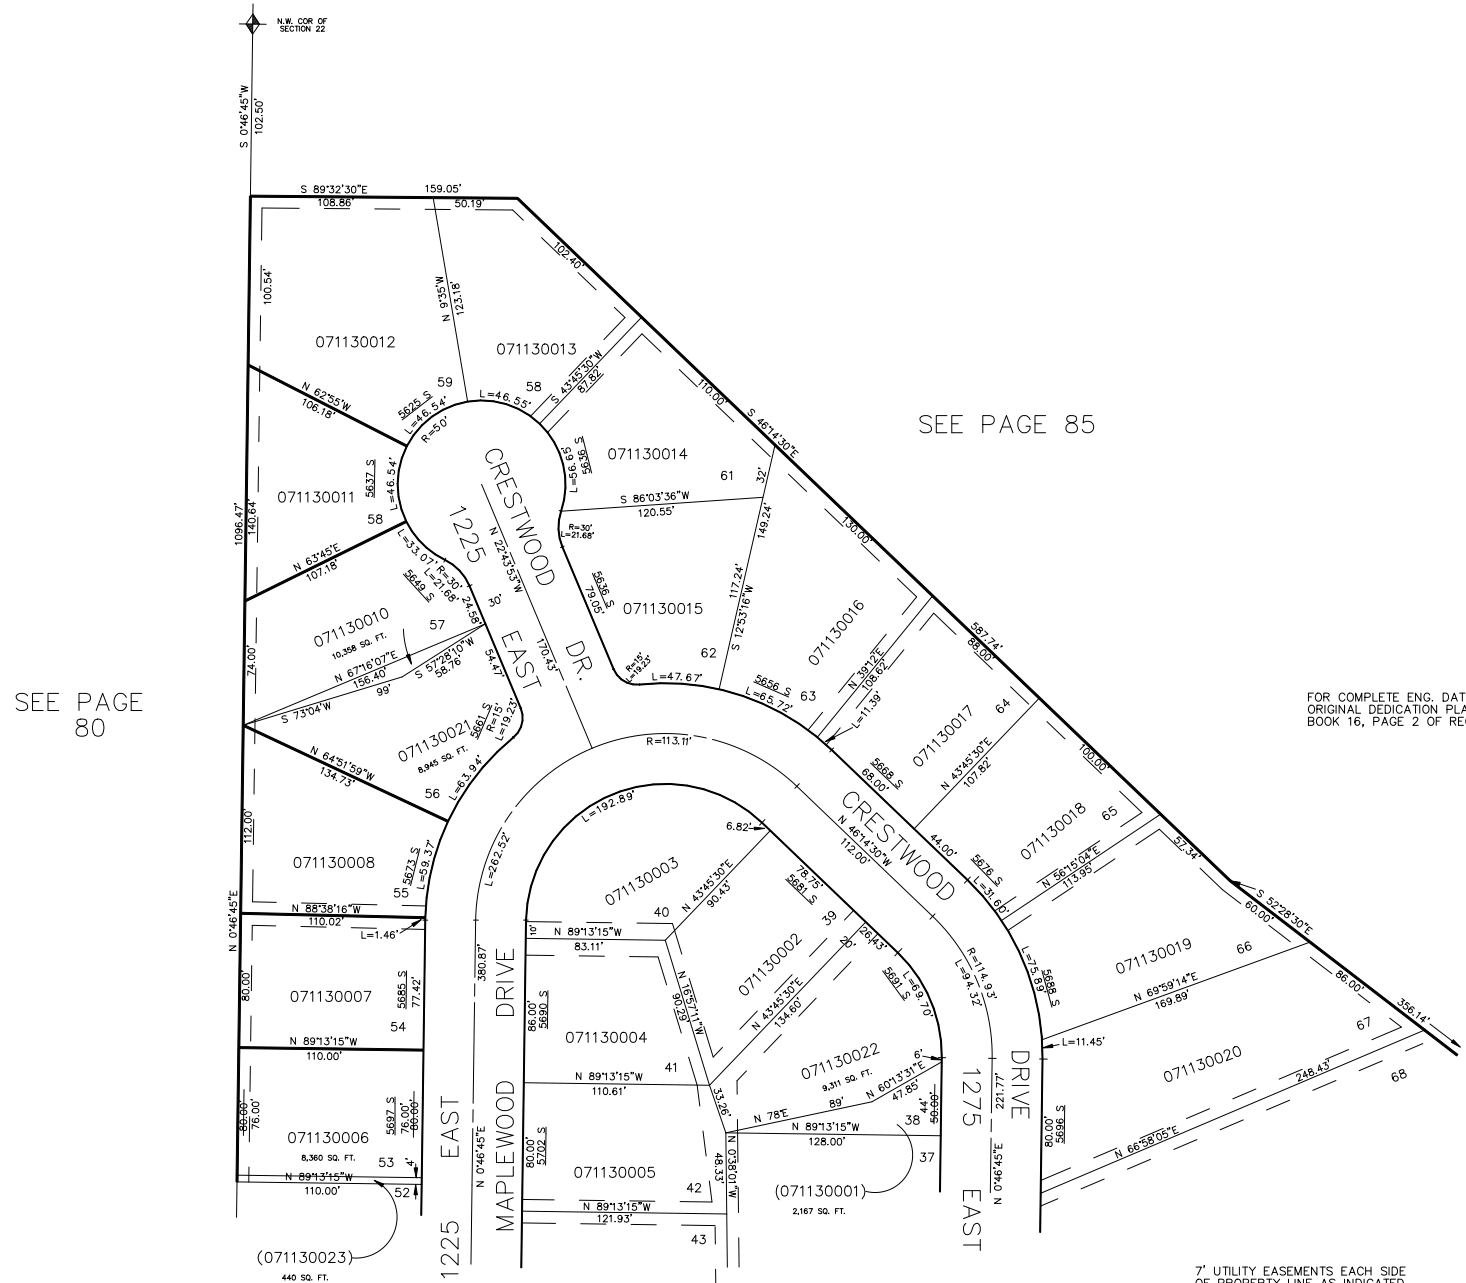 N.W. COR OF
SECTION 22
S 0°46'45"W
102.50'
S 89°32'30"E
159.05'
108.86'
50.19'
102.40'
100.54'
N 9°35'W
123.18'
071130012
071130013
S 43°45'30"W
87.82'
110.00'
S 46°14'30"E
SEE PAGE 85
59
58
L=46.55'
5625 S
L=46.54'
R=50'
N 62°55'W
106.18'
5636 S
L=56.65'
071130014
61
32'
S 86°03'36"W
120.55'
149.24'
130.00'
CRESTWOOD
DR.
1225
EAST
N 22°43'53"W
170.43'
5637 S
L=46.54'
071130011
58
1096.47'
140.64'
N 63°45'E
107.18'
L=33.07'
R=30'
L=21.68'
5649 S
24.58'
30'
R=30'
L=21.68'
5636 S
79.05'
071130015
117.24'
S 12°53'16"W
62
R=15'
L=19.23'
L=47.67'
071130016
587.74'
88.00'
N 39°12'E
108.62'
5656 S
L=65.72'
63
L=11.39'
071130010
10,358 SQ. FT.
57
74.00'
N 67°16'07"E
156.40'
S 57°28'10"W
58.76'
99'
S 73°04'W
54.47'
SEE PAGE
80
071130021
8,945 SQ. FT.
5661 S
R=15'
L=19.23'
N 64°51'59"W
134.73'
L=63.94'
56
R=113.11'
64
071130017
FOR COMPLETE ENG. DAT
ORIGINAL DEDICATION PLA
BOOK 16, PAGE 2 OF RE
5668 S
68.00'
N 43°45'30"E
107.82'
100.00'
112.00'
071130008
5673 S
L=59.37'
55
L=262.52'
L=192.89'
6.82'
CRESTWOOD
N 46°14'30"W
112.00'
44.00'
071130018
65
57.34'
5676 S
L=31.60'
N 56°15'04"E
113.95'
S 52°28'30"E
60.00'
071130003
N 43°45'30"E
90.43'
78.75'
5681 S
N 88°38'16"W
110.02'
L=1.46'
N 0°46'45"E
40
39
20'
26.43'
10'
N 89°13'15"W
83.11'
071130002
5691 S
L=69.70'
R=114.93'
L=94.32'
L=75.89'
5688 S
071130019
66
N 69°59'14"E
169.89'
86.00'
356.14'
80.00'
071130007
5685 S
77.42'
54
380.87'
DRIVE
N 16°57'11"W
90.29'
N 43°45'30"E
134.60'
86.00'
5690 S
071130004
41
N 89°13'15"W
110.00'
N 89°13'15"W
110.61'
33.26'
071130022
9,311 SQ. FT.
6'
N 60°13'31"E
47.85'
44'
50.00'
89'
N 78°E
38
N 89°13'15"W
128.00'
37
L=11.45'
67
071130020
248.43'
68
N 66°58'05"E
DRIVE
1275
EAST
221.77'
N 0°46'45"E
80.00'
5696 S
80.00'
76.00'
5697 S
76.00'
80.00'
071130006
8,360 SQ. FT.
53
4'
N 89°13'15"W
110.00'
52
EAST
1225
N 0°46'45"E
MAPLEWOOD
80.00'
5702 S
071130005
42
48.33'
N 0°38'01"W
N 89°13'15"W
121.93'
43
(071130001)
2,167 SQ. FT.
(071130023)
440 SQ. FT.
7' UTILITY EASEMENTS EACH SIDE
OF PROPERTY LINE AS INDICATED